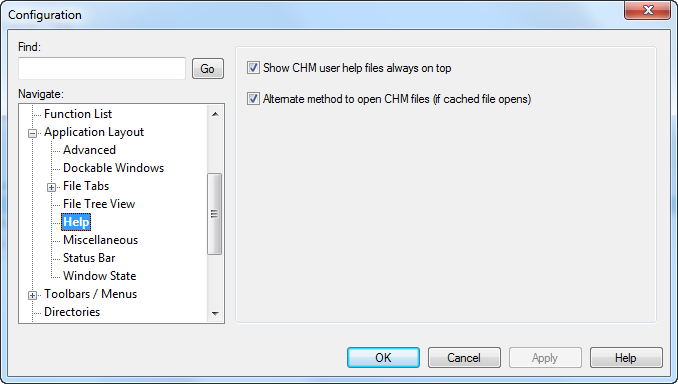 Configuration
Find:
Go
Navigate:
Function List
Application Layout
Advanced
Dockable Windows
File Tabs
File Tree View
Help
Miscellaneous
Status Bar
Window State
Toolbars / Menus
Directories
Show CHM user help files always on top
Alternate method to open CHM files (if cached file opens)
OK
Cancel
Apply
Help